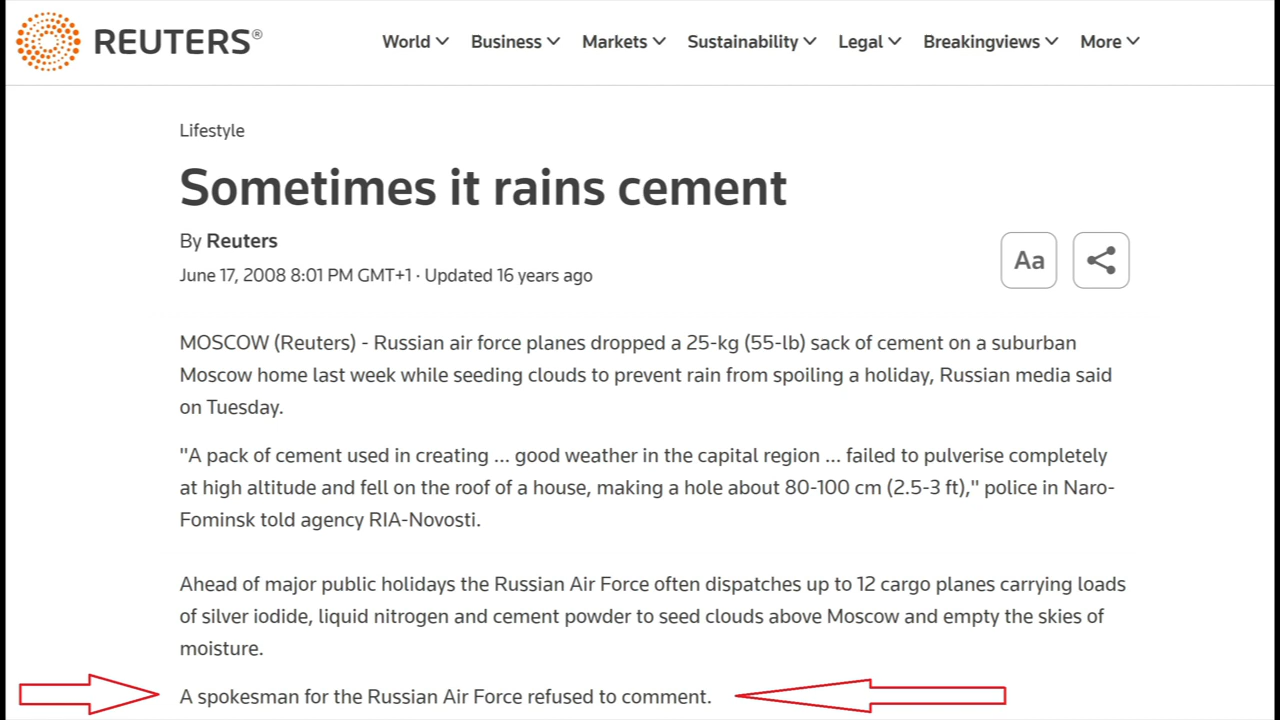 REUTERS®
World Business Markets Sustainability Legal Breakingviews More
Lifestyle
Sometimes it rains cement
By Reuters
June 17, 2008 8:01 PM GMT+1 · Updated 16 years ago
Aa
MOSCOW (Reuters) - Russian air force planes dropped a 25-kg (55-lb) sack of cement on a suburban
Moscow home last week while seeding clouds to prevent rain from spoiling a holiday, Russian media said
on Tuesday.
"A pack of cement used in creating ... good weather in the capital region ... failed to pulverise completely
at high altitude and fell on the roof of a house, making a hole about 80-100 cm (2.5-3 ft)," police in Naro-
Fominsk told agency RIA-Novosti.
Ahead of major public holidays the Russian Air Force often dispatches up to 12 cargo planes carrying loads
of silver iodide, liquid nitrogen and cement powder to seed clouds above Moscow and empty the skies of
moisture.
A spokesman for the Russian Air Force refused to comment.